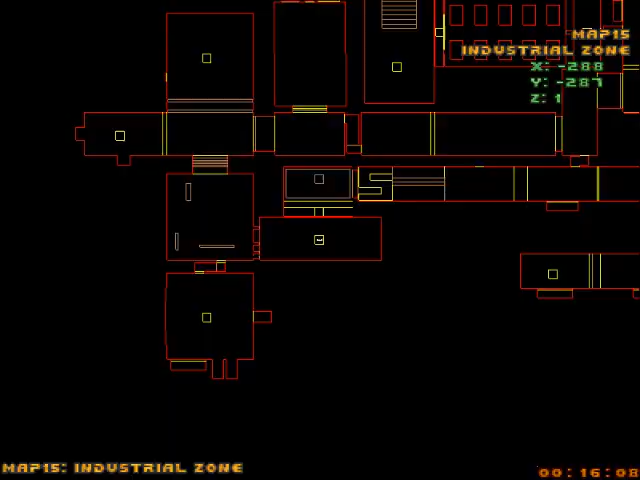 MAP15
INDUSTRIAL ZONE
X: -288
Y: -287
Z: 1
MAP15: INDUSTRIAL ZONE
00:16:08